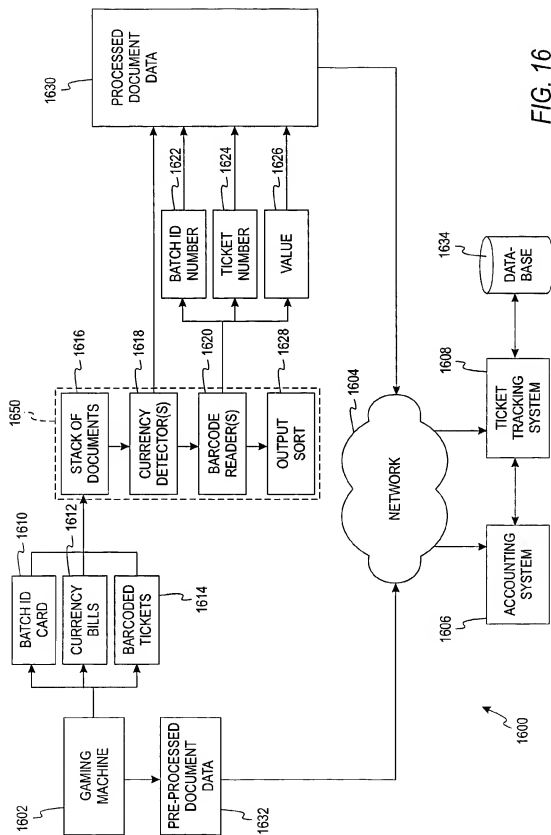 1602
GAMING
MACHINE
1632
PRE-PROCESSED
DOCUMENT
DATA
1610
BATCH ID
CARD
1612
CURRENCY
BILLS
1614
BARCODED
TICKETS
1650
1616
STACK OF
DOCUMENTS
1618
CURRENCY
DETECTOR(S)
1620
BARCODE
READER(S)
1628
OUTPUT
SORT
1622
BATCH ID
NUMBER
1624
TICKET
NUMBER
1626
VALUE
1630
PROCESSED
DOCUMENT
DATA
1604
NETWORK
1606
ACCOUNTING
SYSTEM
1608
TICKET
TRACKING
SYSTEM
1634
DATA-
BASE
1600
FIG. 16